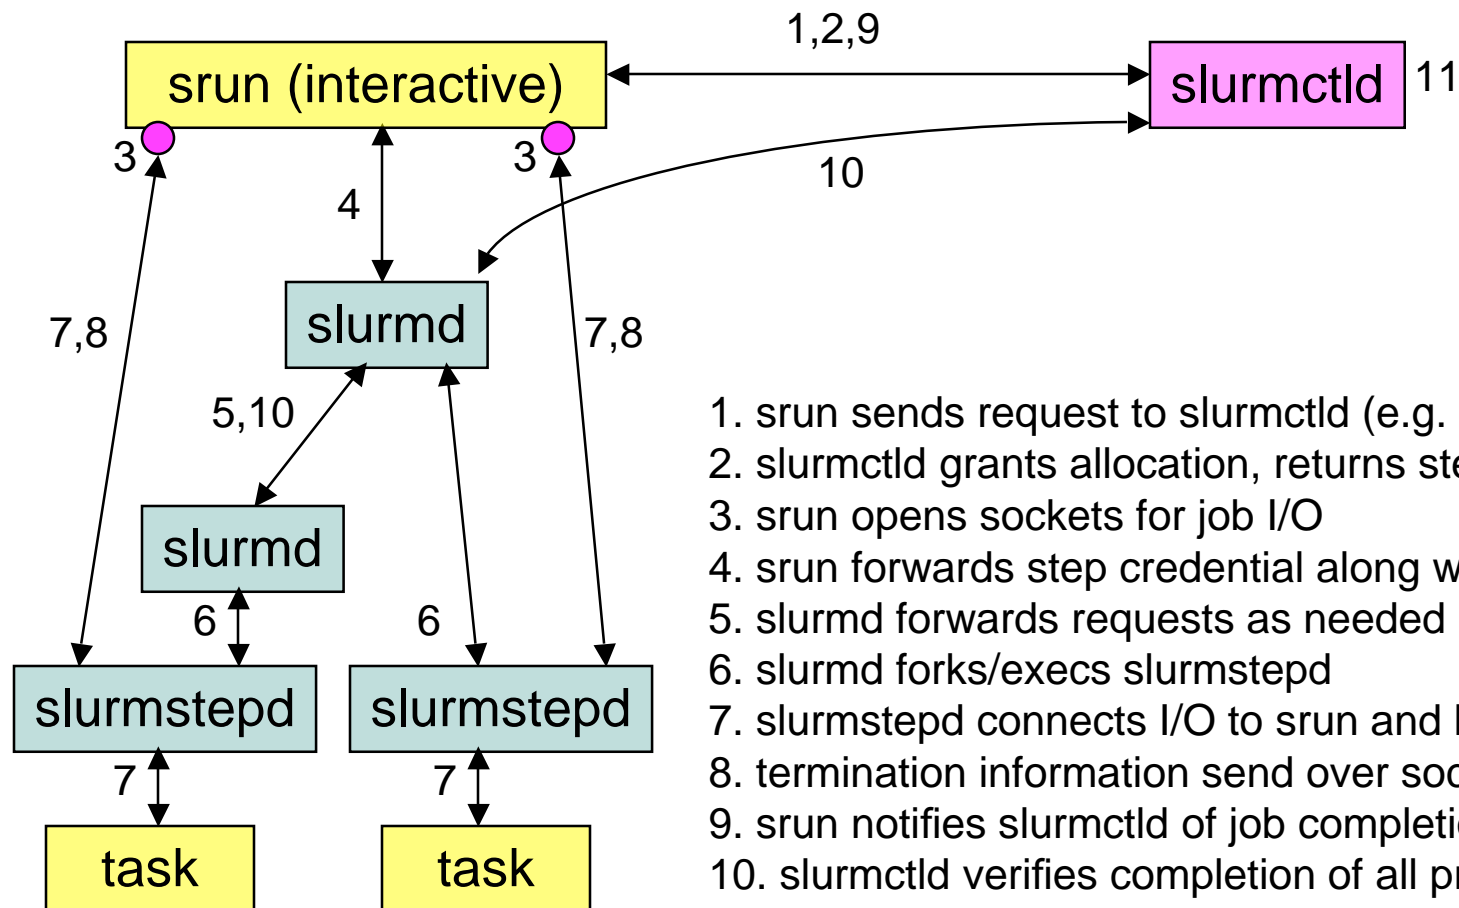 1,2,9
srun (interactive)
slurmctld
11
3
3
10
4
slurmd
7,8
7,8
5,10
slurmd
6
6
slurmstepd
slurmstepd
7
7
task
task
1. srun sends request to slurmctld (e.g.
2. slurmctld grants allocation, returns
3. srun opens sockets for job I/O
4. srun forwards step credential along
5. slurmd forwards requests as needed
6. slurmd forks/execs slurmstepd
7. slurmstepd connects I/O to srun and
8. termination information send over
9. srun notifies slurmctld of job
10. slurmctld verifies completion of all